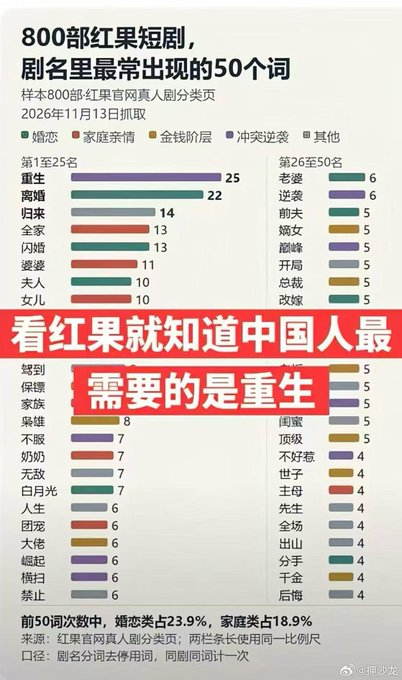 800部红果短剧，
剧名里最常出现的50个词
样本800部·红果官网真人剧分类页
2026年11月13日抓取
婚恋 家庭亲情 金钱阶层 冲突逆袭 其他
第1至25名
重生 25
离婚 22
归来 14
全家 13
闪婚 13
婆婆 11
夫人 10
女儿 10
驾到
保镖
家族
枭雄 8
不服 7
奶奶 7
无敌 7
白月光 7
人生 6
团宠 6
大佬 6
崛起 6
横扫 6
禁止 6
第26至50名
老婆 6
逆袭 6
前夫 5
嫡女 5
巅峰 5
开局 5
总裁 5
改嫁 5
5
5
5
闺蜜 5
顶级 5
不好惹 4
世子 4
主母 4
先生 4
全场 4
出山 4
分手 4
千金 4
后悔 4
看红果就知道中国人最
需要的是重生
前50词次数中，婚恋类占23.9%，家庭类占18.9%
来源：红果官网真人剧分类页；两栏条长使用同一比例尺
口径：剧名分词去停用词，同剧同词计一次
@押沙龙